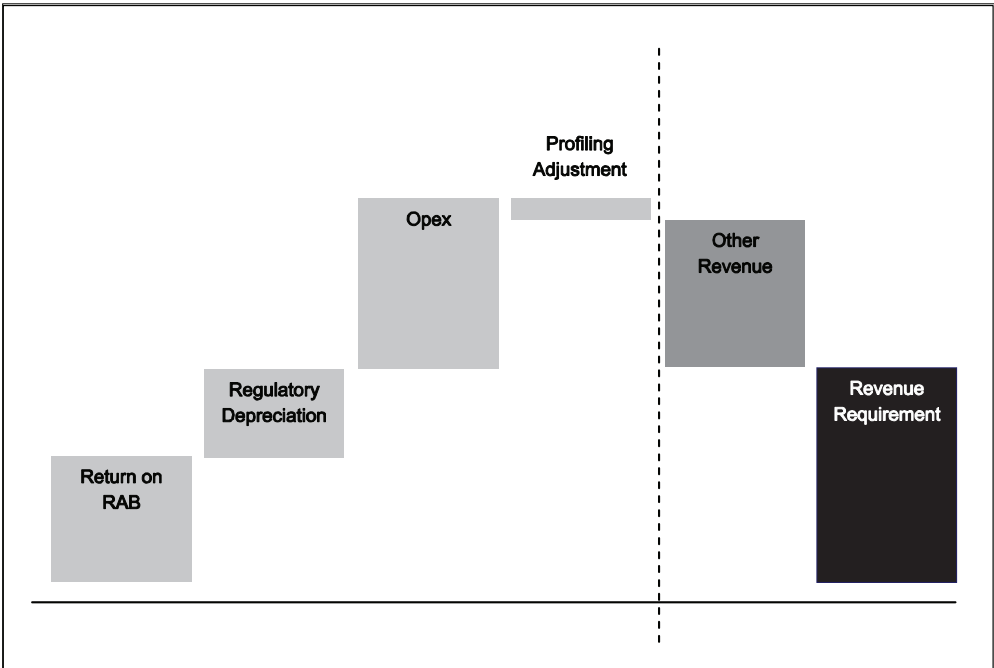 Profiling
Adjustment
Opex
Other
Revenue
Regulatory
Depreciation
Revenue
Requirement
Return on
RAB